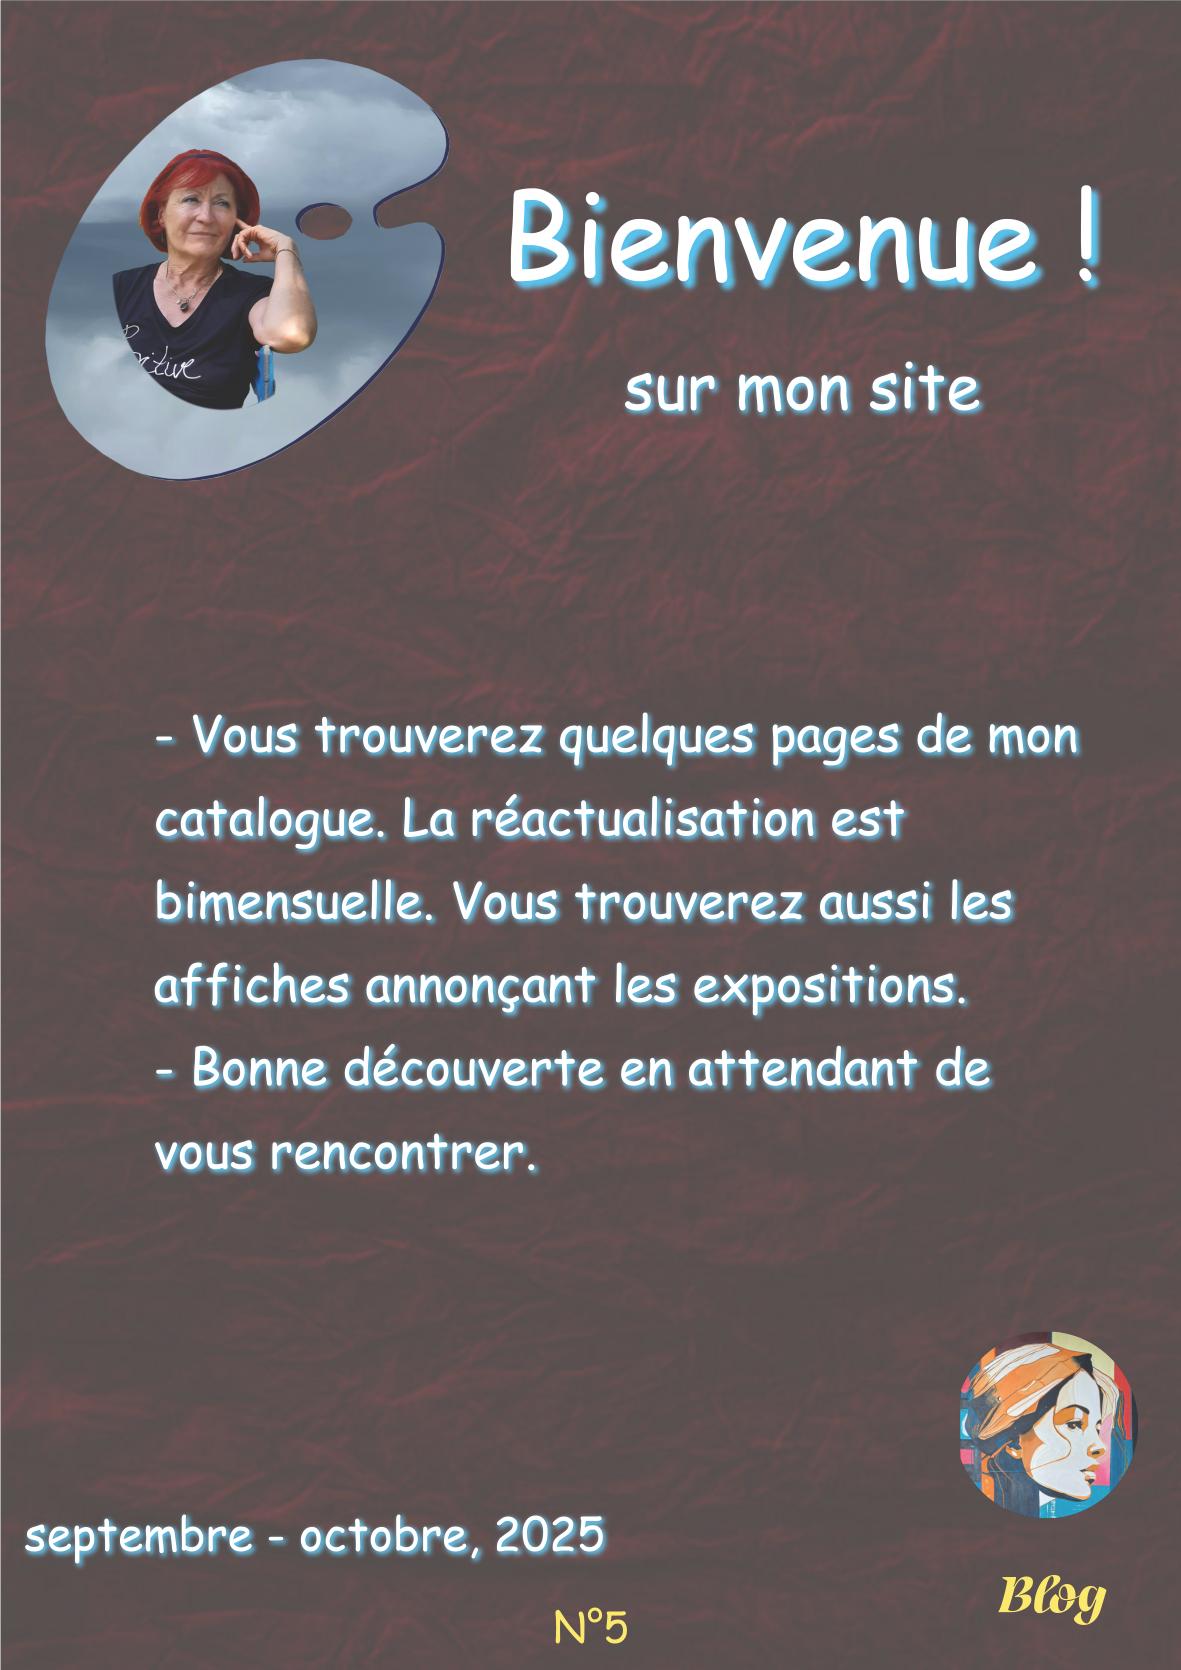 Bienvenue !
sur mon site
- Vous trouverez quelques pages de mon
catalogue. La réactualisation est
bimensuelle. Vous trouverez aussi les
affiches annonçant les expositions.
- Bonne découverte en attendant de
vous rencontrer.
septembre - octobre, 2025
Blog
N°5